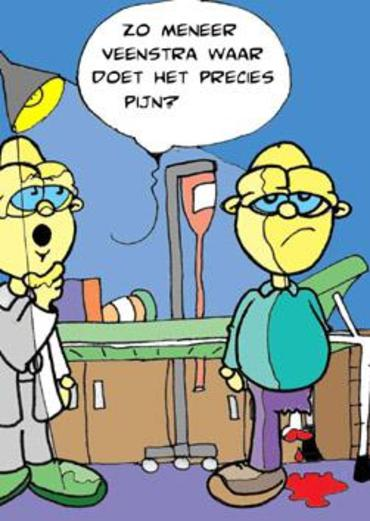 ZO MENEER
VEENSTRA WAAR
DOET HET PRECIES
PIJN?